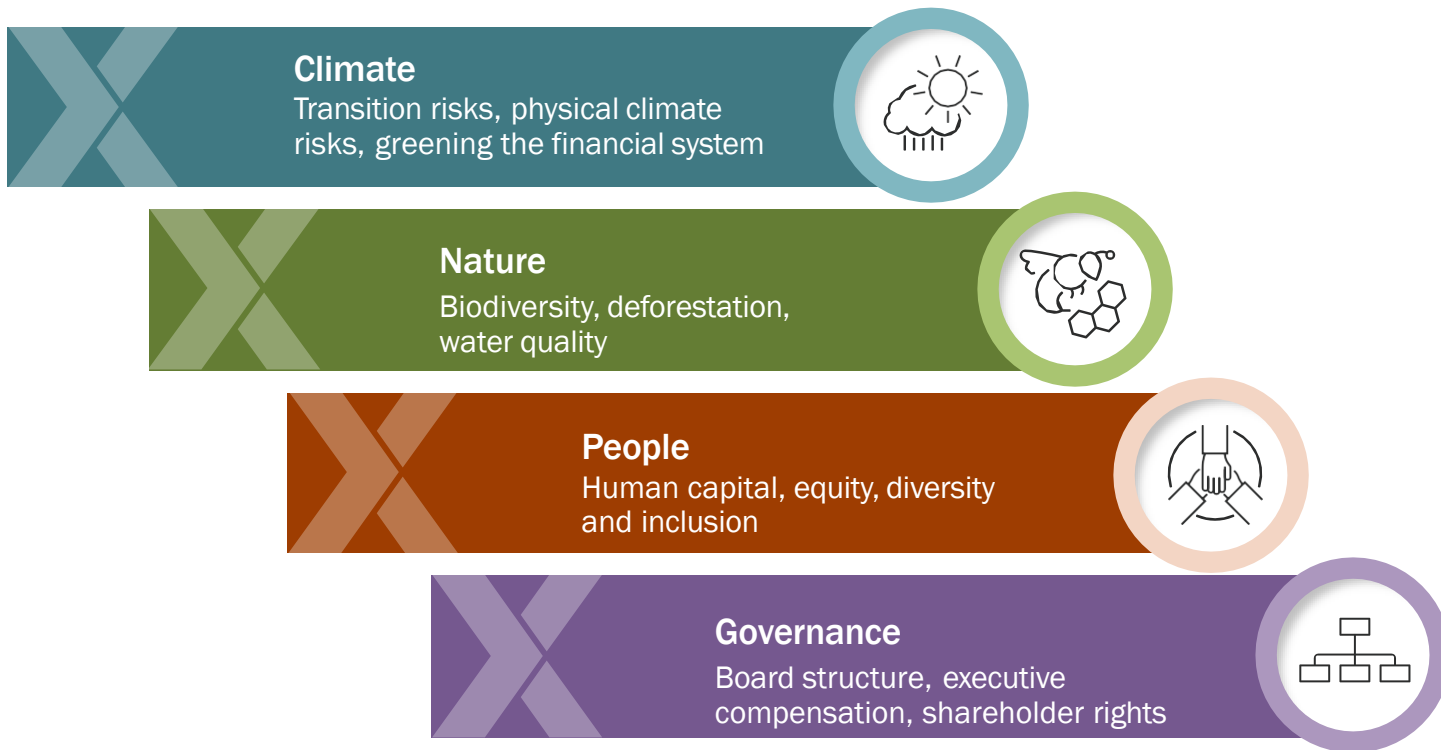 Climate
Transition risks, physical climate
risks, greening the financial system
Nature
Biodiversity, deforestation,
water quality
People
Human capital, equity, diversity
and inclusion
Governance
Board structure, executive
compensation, shareholder rights